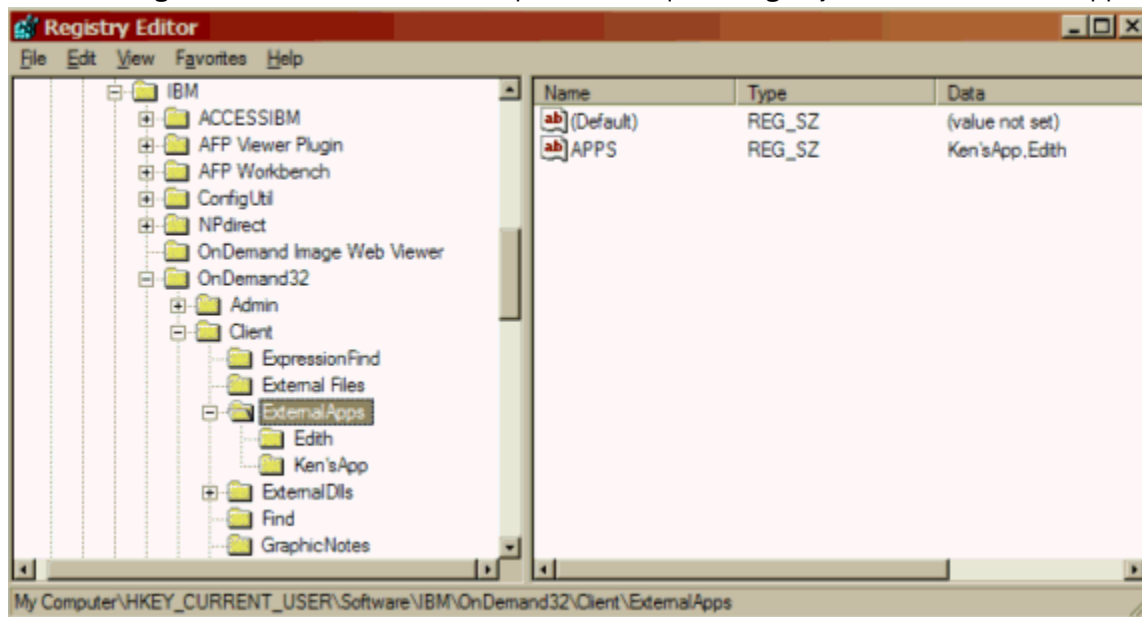 Registry Editor
File Edit View Favorites Help
IBM
ACCESSIBM
AFP Viewer Plugin
AFP Workbench
ConfigUtil
NPdirect
OnDemand Image Web Viewer
OnDemand32
Admin
Client
ExpressionFind
External Files
ExternalApps
Edith
Ken'sApp
ExternalDlls
Find
GraphicNotes
Name Type Data
(Default) REG_SZ (value not set)
APPS REG_SZ Ken'sApp,Edith
My Computer\HKEY_CURRENT_USER\Software\IBM\OnDemand32\Client\ExternalApps